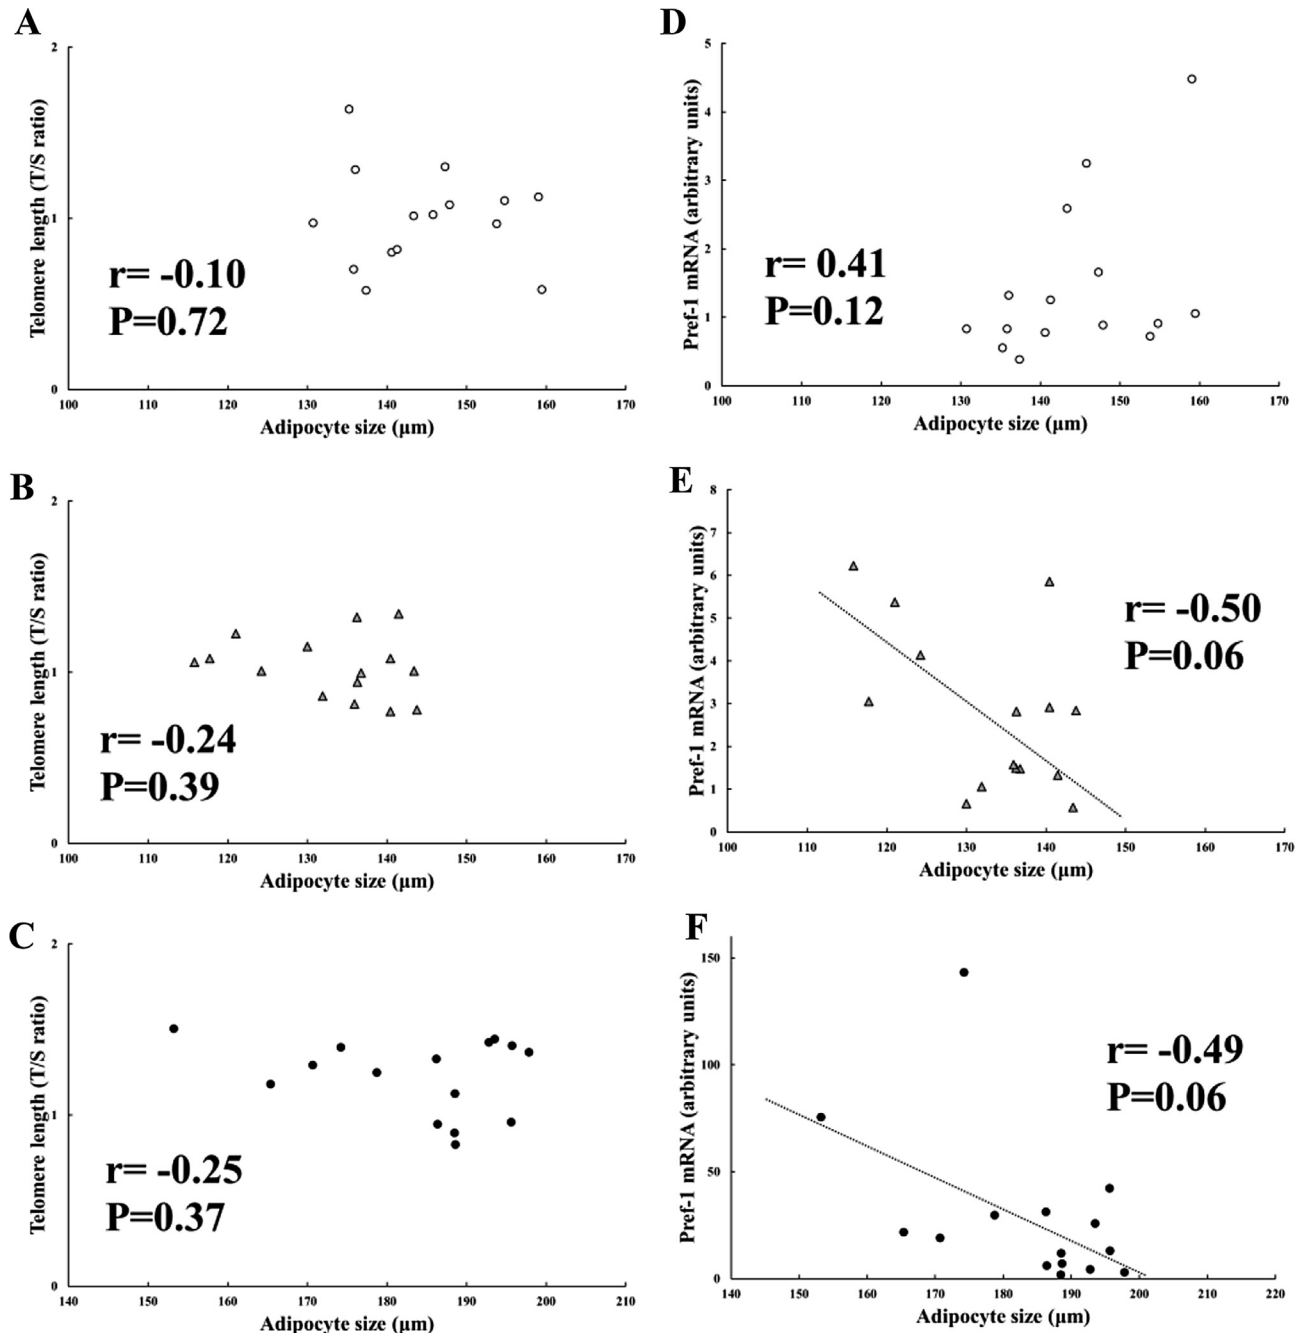 A
Telomere length (T/S ratio)
2
1
0
r= -0.10
P=0.72
100 110 120 130 140 150 160 170
Adipocyte size (μm)
D
Pref-1 mRNA (arbitrary units)
5
4
3
2
1
0
r= 0.41
P=0.12
100 110 120 130 140 150 160 170
Adipocyte size (μm)
B
Telomere length (T/S ratio)
2
1
0
r= -0.24
P=0.39
100 110 120 130 140 150 160 170
Adipocyte size (μm)
E
Pref-1 mRNA (arbitrary units)
8
7
6
5
4
3
2
1
0
r= -0.50
P=0.06
100 110 120 130 140 150 160 170
Adipocyte size (μm)
C
Telomere length (T/S ratio)
2
1
0
r= -0.25
P=0.37
140 150 160 170 180 190 200 210
Adipocyte size (μm)
F
Pref-1 mRNA (arbitrary units)
150
100
50
0
r= -0.49
P=0.06
140 150 160 170 180 190 200 210 220
Adipocyte size (μm)